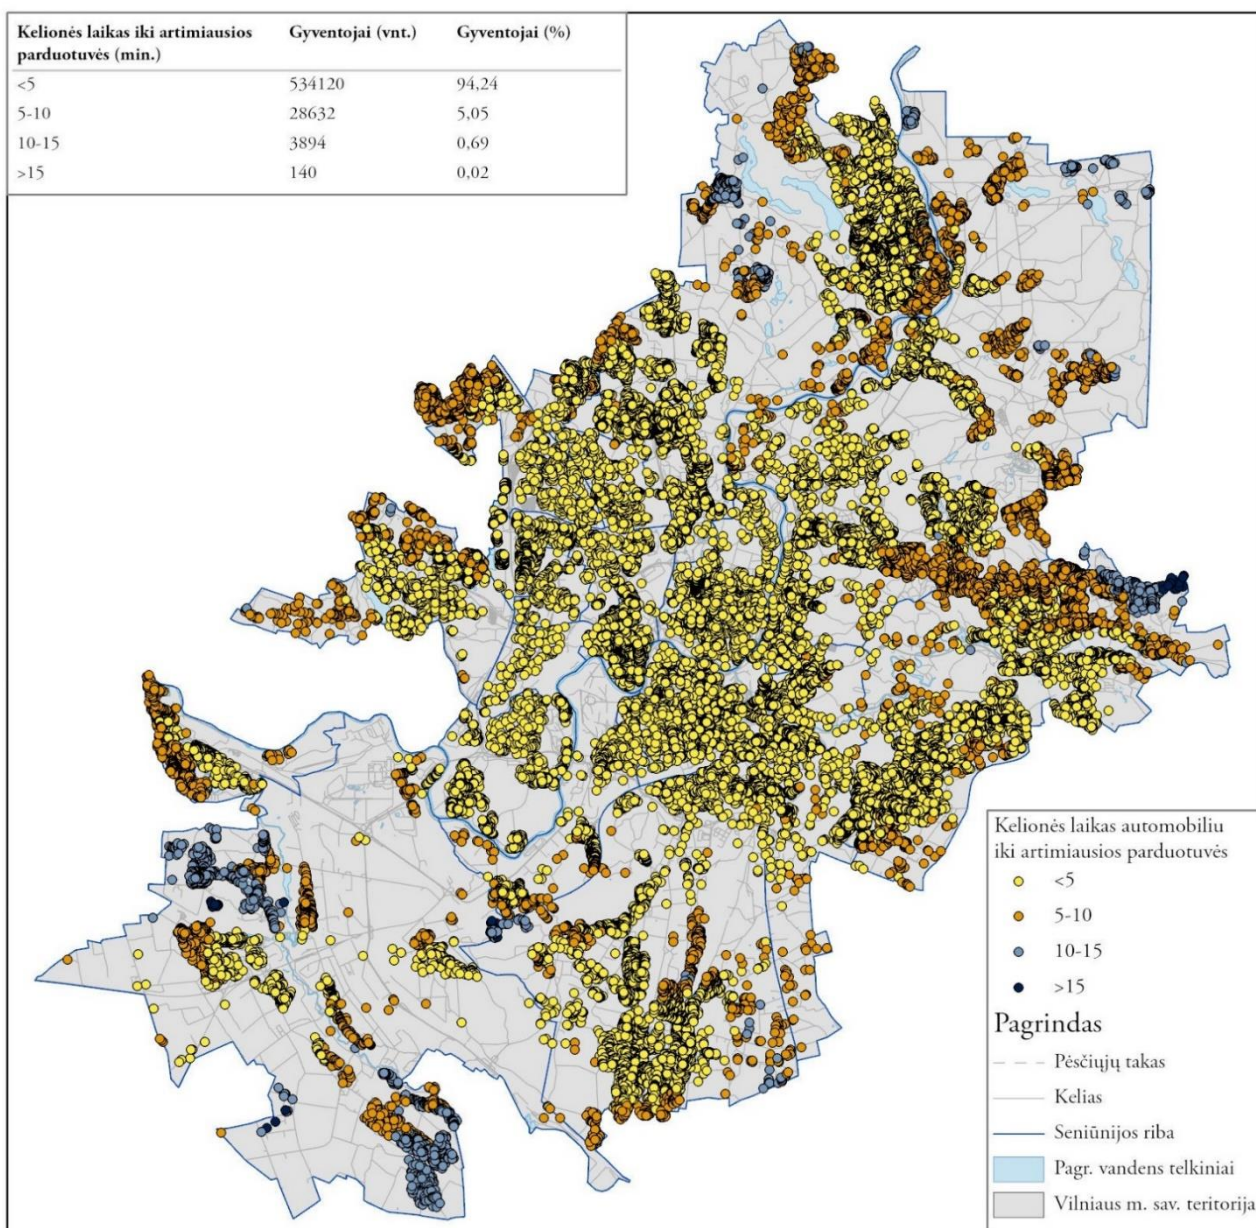 Kelionės laikas iki artimiausios Gyventojai (vnt.) Gyventojai (%)
parduotuvės (min.)
<5 534120 94,24
5-10 28632 5,05
10-15 3894 0,69
>15 140 0,02
Kelionės laikas automobiliu
iki artimiausios parduotuvės
<5
5-10
10-15
>15
Pagrindas
Pėsčiųjų takas
Kelias
Seniūnijos riba
Pagr. vandens telkiniai
Vilniaus m. sav. teritorija